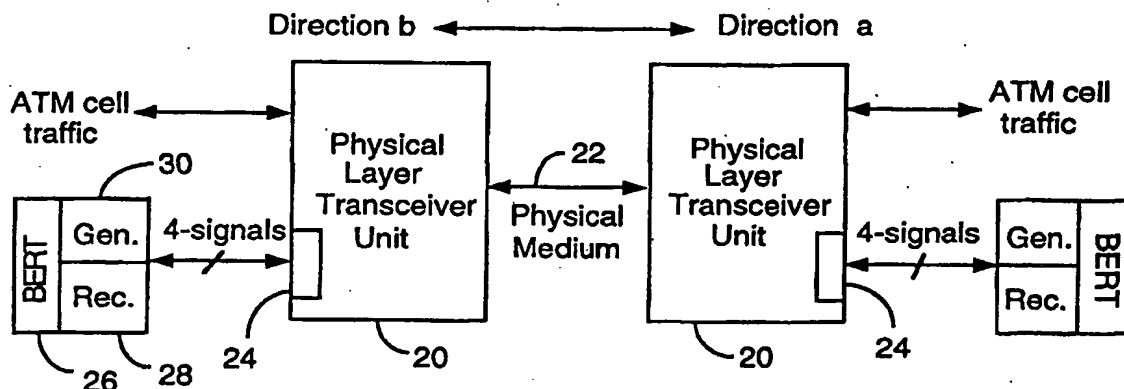 Direction b
Direction a
ATM cell
traffic
Physical
Layer
Transceiver
Unit
22
Physical
Medium
Physical
Layer
Transceiver
Unit
ATM cell
traffic
30
BERT
Gen.
Rec.
4-signals
4-signals
Gen.
Rec.
BERT
26
28
24
20
20
24